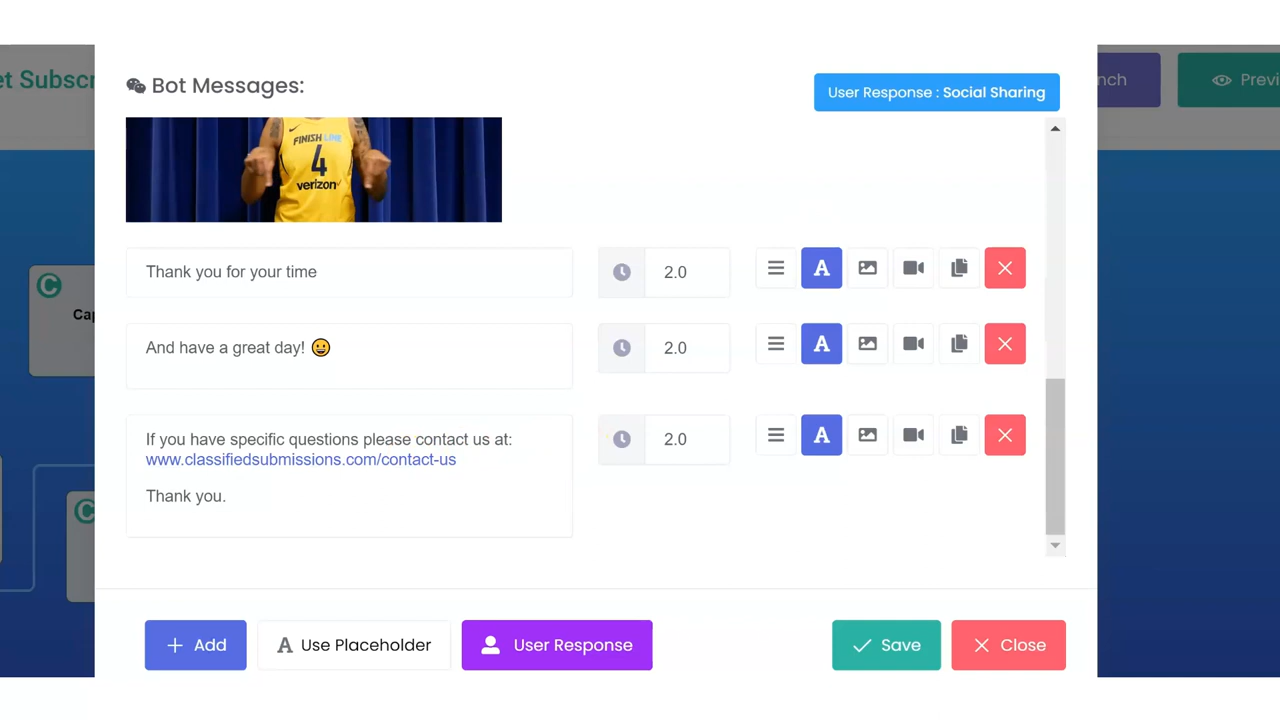 et Subscr
nch
Previ
Bot Messages:
User Response : Social Sharing
FINISH LINE
4
verizon
Thank you for your time
2.0
A
And have a great day! 😀
2.0
A
If you have specific questions please contact us at:
2.0
A
www.classifiedsubmissions.com/contact-us
Thank you.
C
Cap
C
Add
A Use Placeholder
User Response
Save
Close